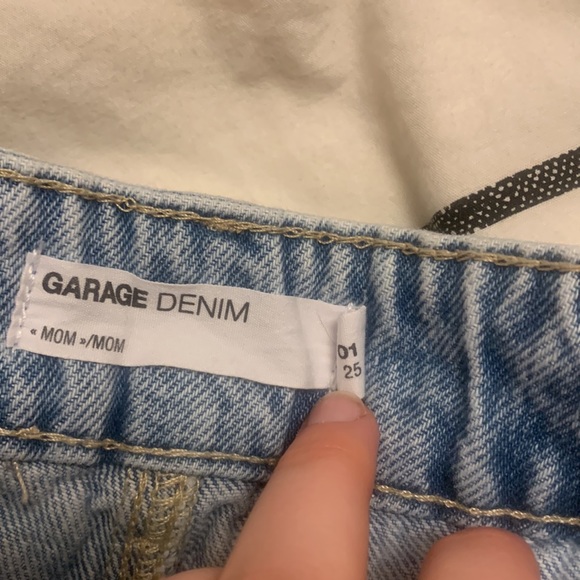 GARAGE DENIM
« MOM »/MOM
01
25